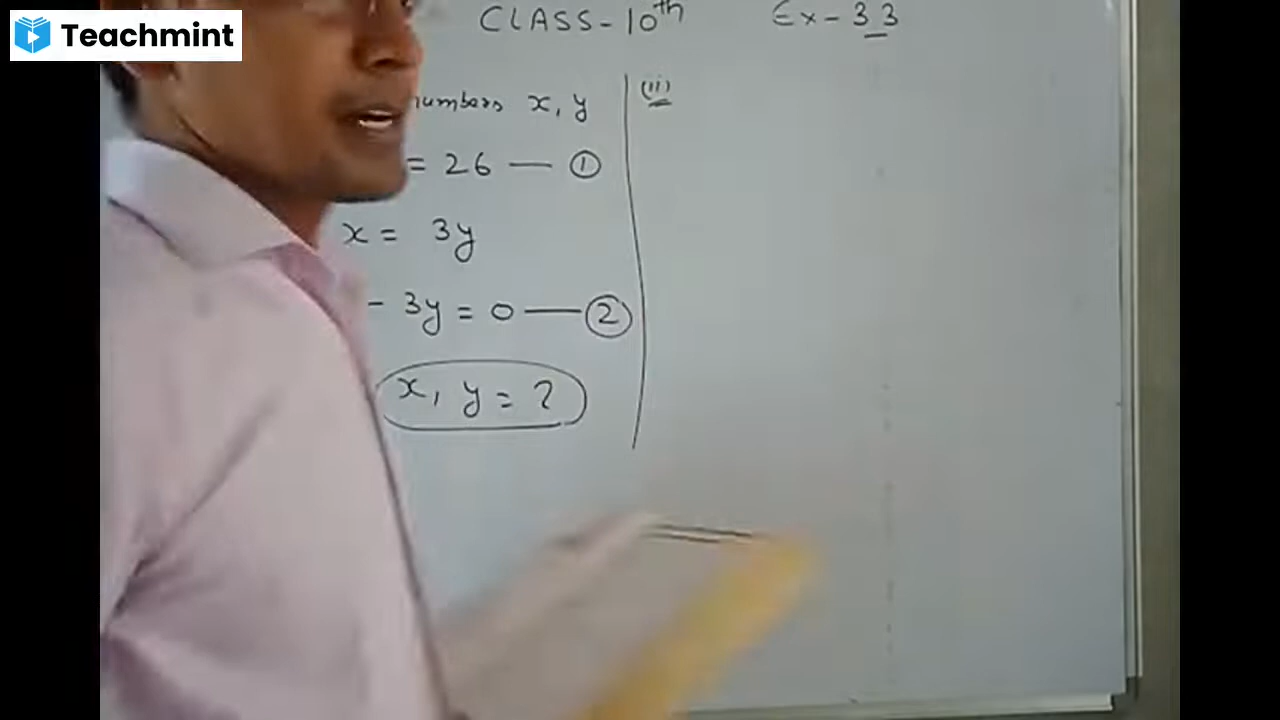 Teachmint
CLASS-10th Ex-3 3
numbers x, y
(ii)
= 26 — ①
x = 3y
- 3y = 0 — ②
x, y = ?